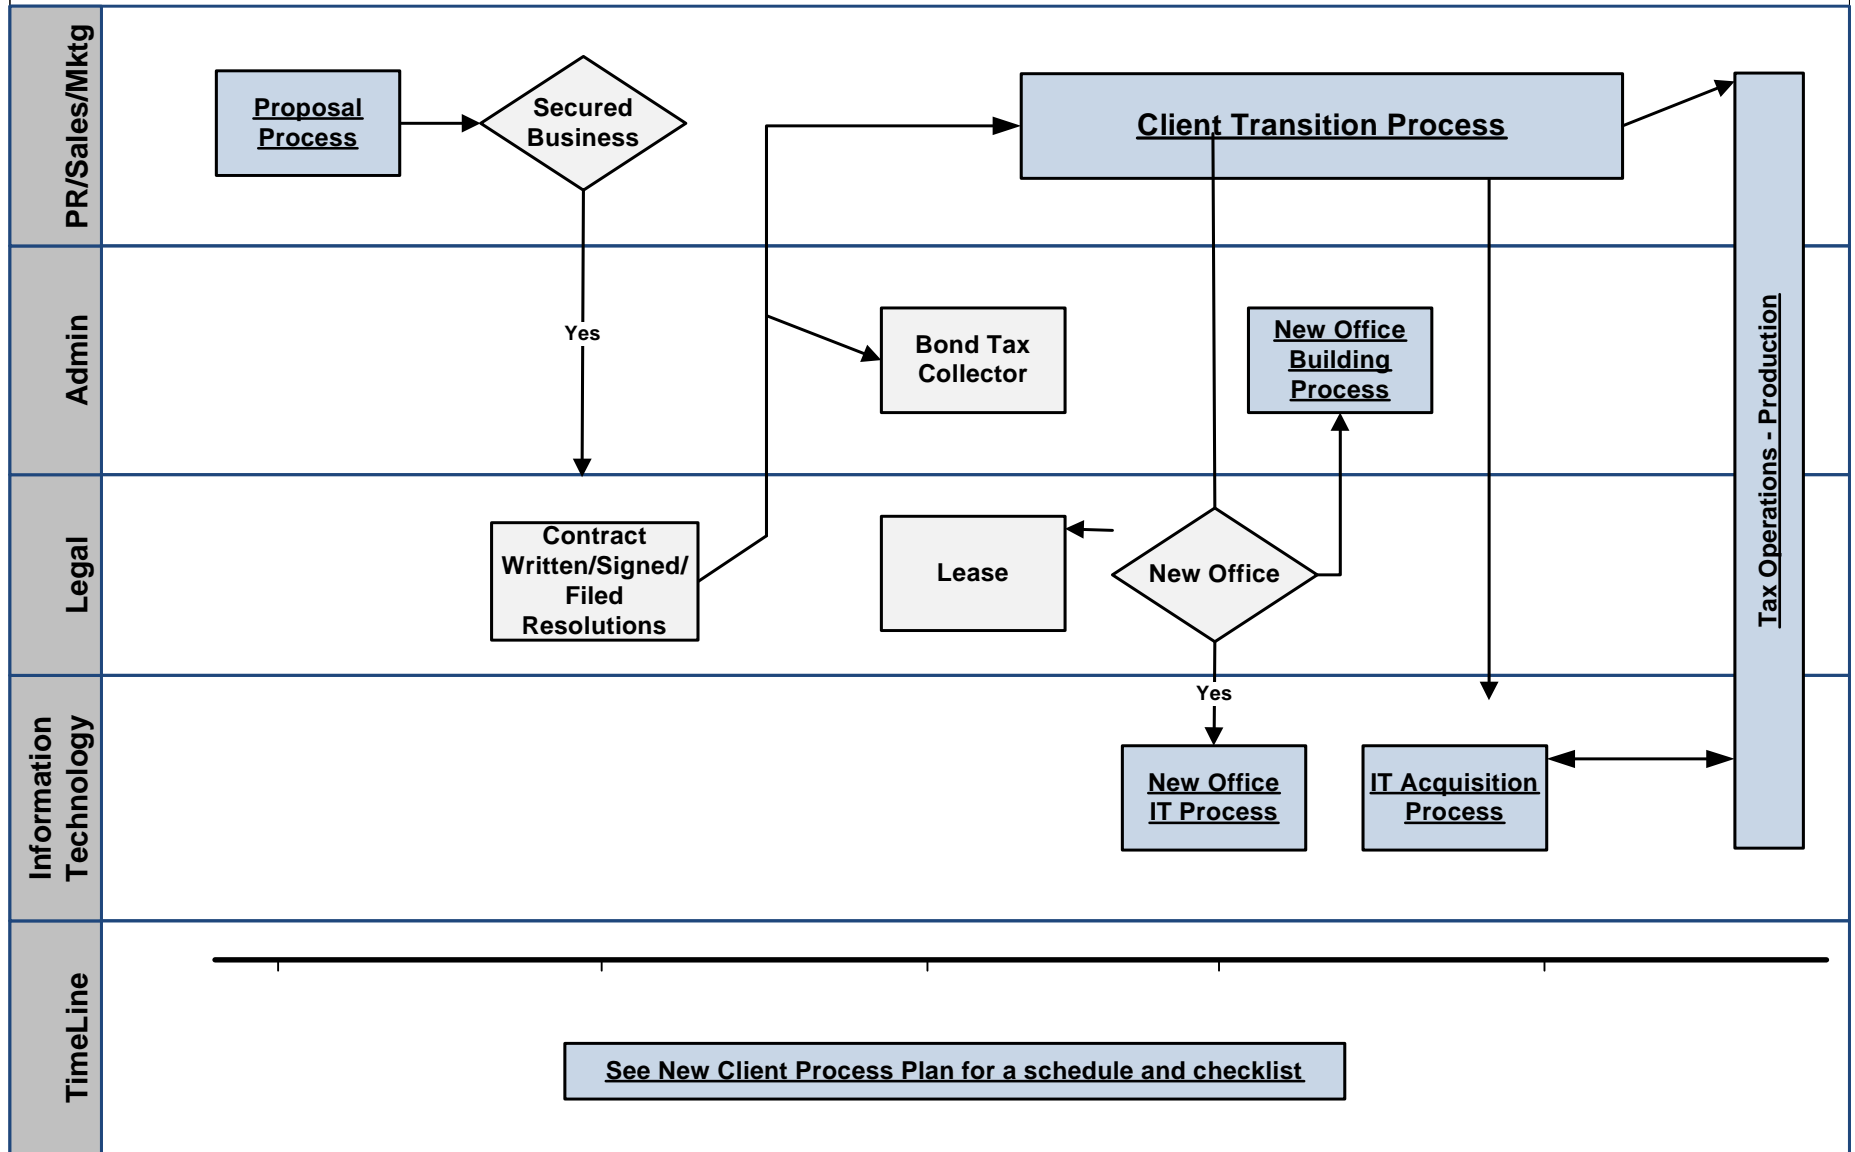 PR/Sales/Mktg
Proposal
Process
Secured
Business
Client Transition Process
Admin
Yes
Bond Tax
Collector
New Office
Building
Process
Tax Operations - Production
Legal
Contract
Written/Signed/
Filed
Resolutions
Lease
New Office
Information
Technology
Yes
New Office
IT Process
IT Acquisition
Process
TimeLine
See New Client Process Plan for a schedule and checklist